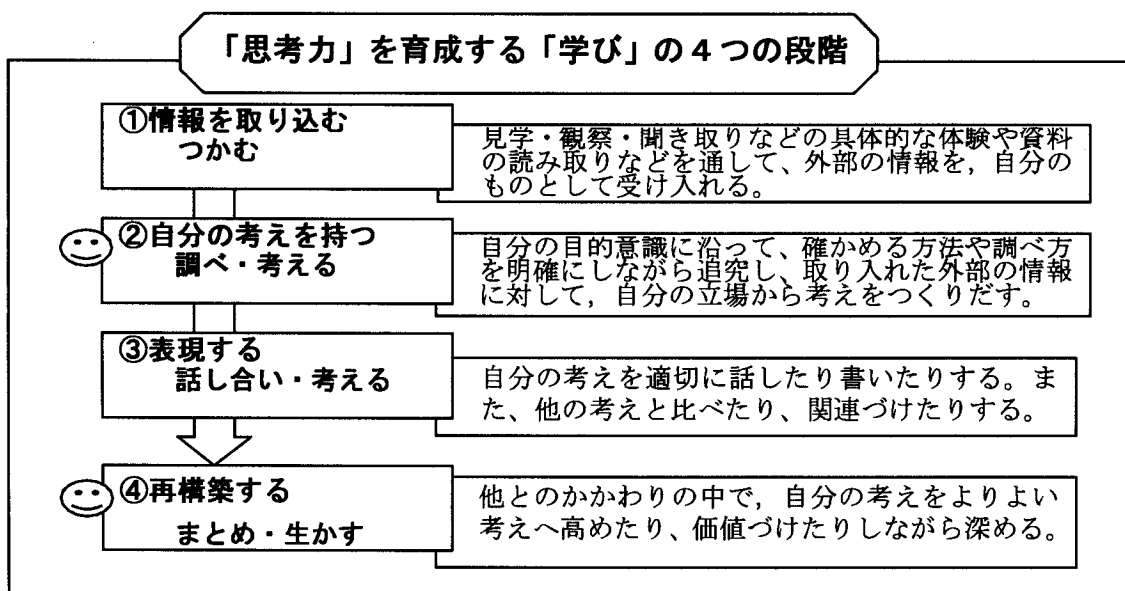 「思考力」を育成する「学び」の4つの段階
①情報を取り込む
つかむ
見学・観察・聞き取りなどの具体的な体験や資料
の読み取りなどを通して、外部の情報を,自分の
ものとして受け入れる。
②自分の考えを持つ
調べ・考える
自分の目的意識に沿って、確かめる方法や調べ方
を明確にしながら追究し、取り入れた外部の情報
に対して,自分の立場から考えをつくりだす。
③表現する
話し合い・考える
自分の考えを適切に話したり書いたりする。ま
た、他の考えと比べたり、関連づけたりする。
④再構築する
まとめ・生かす
他とのかかわりの中で,自分の考えをよりよい
考えへ高めたり、価値づけたりしながら深める。